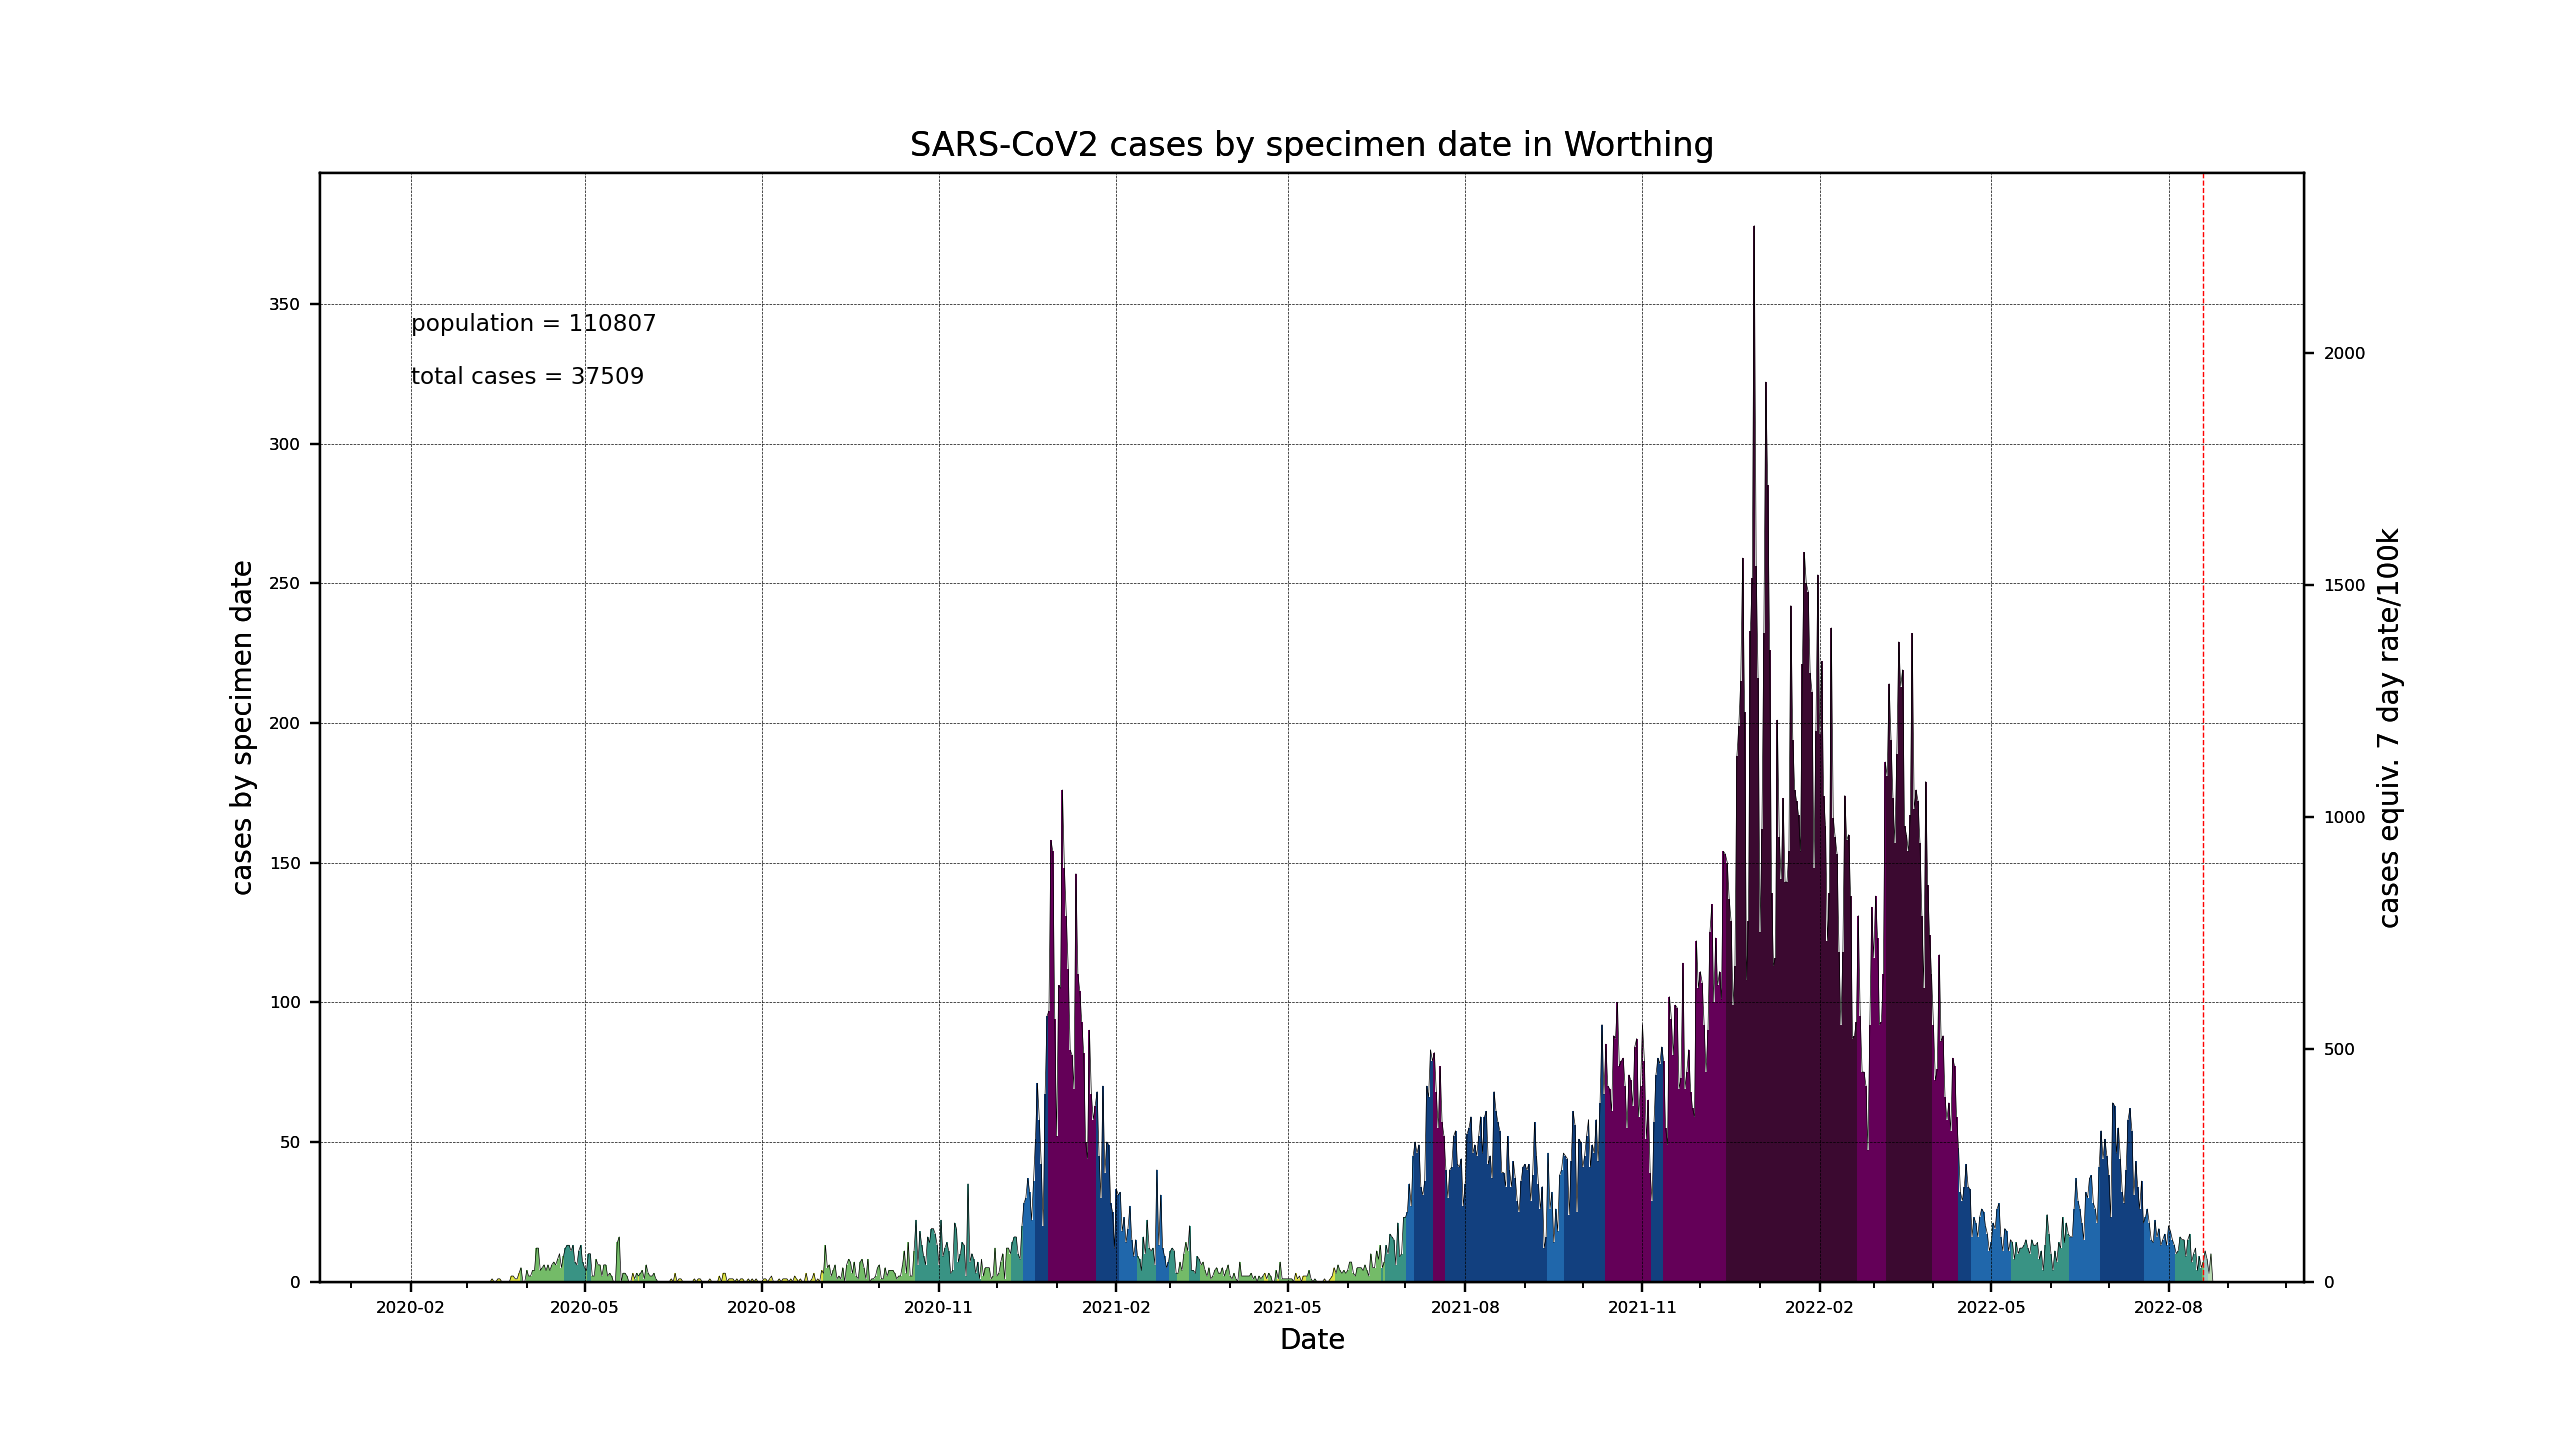 SARS-CoV2 cases by specimen date in Worthing
population = 110807
total cases = 37509
cases by specimen date
350
300
250
200
150
100
50
0
cases equiv. 7 day rate/100k
2000
1500
1000
500
0
2020-02 2020-05 2020-08 2020-11 2021-02 2021-05 2021-08 2021-11 2022-02 2022-05 2022-08
Date